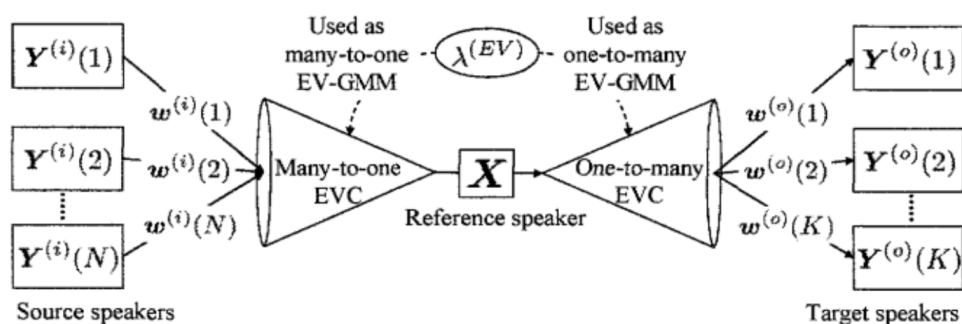 Y^(i)(1)
Y^(i)(2)
Y^(i)(N)
Source speakers
w^(i)(1)
w^(i)(2)
w^(i)(N)
Used as
many-to-one
EV-GMM
λ^(EV)
Used as
one-to-many
EV-GMM
Many-to-one
EVC
X
Reference speaker
One-to-many
EVC
w^(o)(1)
w^(o)(2)
w^(o)(K)
Y^(o)(1)
Y^(o)(2)
Y^(o)(K)
Target speakers